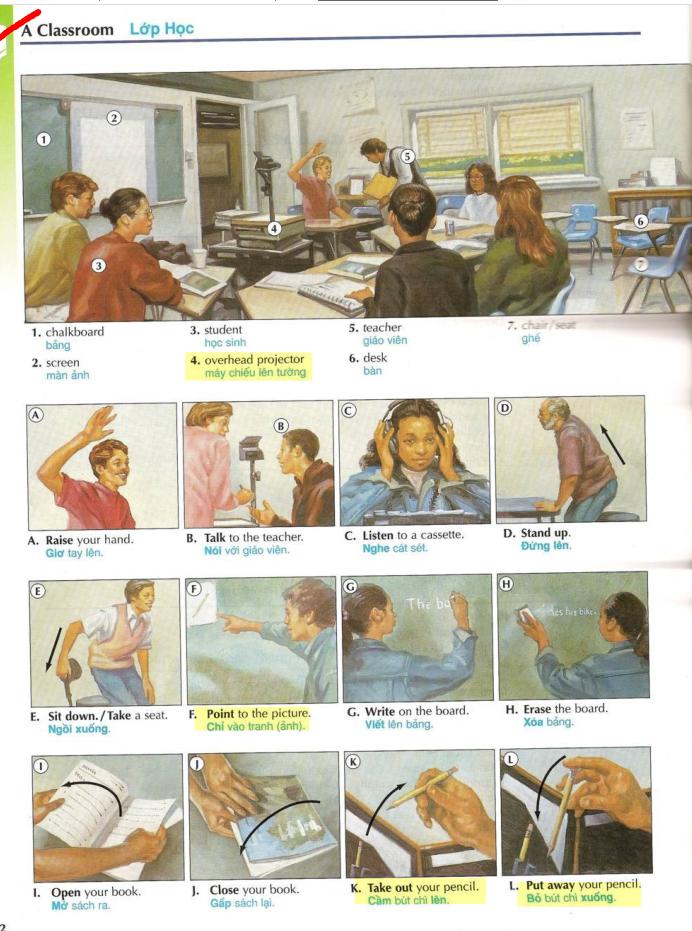 A Classroom Lớp Học
1
2
3
4
5
6
7
1. chalkboard
bảng
2. screen
màn ảnh
3. student
học sinh
4. overhead projector
máy chiếu lên tường
5. teacher
giáo viên
6. desk
bàn
7. chair/seat
ghế
A
B
C
D
A. Raise your hand.
Giơ tay lên.
B. Talk to the teacher.
Nói với giáo viên.
C. Listen to a cassette.
Nghe cát sét.
D. Stand up.
Đứng lên.
E
F
G
The bo
H
es his bike.
E. Sit down./Take a seat.
Ngồi xuống.
F. Point to the picture.
Chỉ vào tranh (ảnh).
G. Write on the board.
Viết lên bảng.
H. Erase the board.
Xóa bảng.
I
J
K
L
I. Open your book.
Mở sách ra.
J. Close your book.
Gấp sách lại.
K. Take out your pencil.
Cầm bút chì lên.
L. Put away your pencil.
Bỏ bút chì xuống.
2